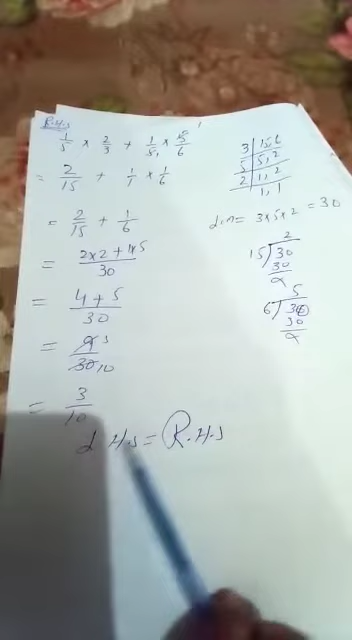 R.H.S
1/5 × 2/3 + 1/5 × 5/6
= 2/15 + 1/1 × 1/6
= 2/15 + 1/6
= 2×2+1×5/30
= 4+5/30
= 9 3/30 10
= 3/10
L.H.S = R.H.S
3 | 15, 6
5 | 5, 2
2 | 1, 2
1, 1
L.C.M = 3×5×2 = 30
2
15)30
30
0
5
6)30
30
0